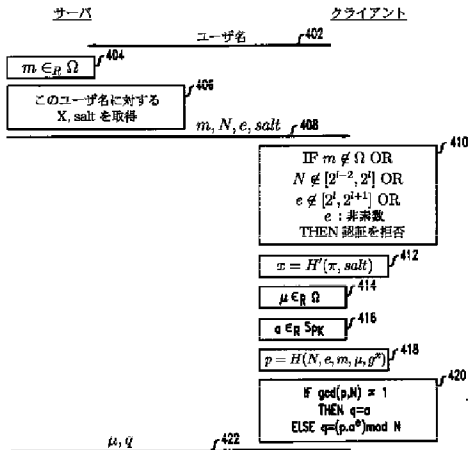 サーバ
クライアント
ユーザ名
402
404
m ∈_R Ω
406
このユーザ名に対する
X, salt を取得
m, N, e, salt
408
410
IF m ∉ Ω OR
N ∉ [2^{l-2}, 2^l] OR
e ∉ [2^l, 2^{l+1}] OR
e : 非素数
THEN 認証を拒否
412
x = H'(π, salt)
414
μ ∈_R Ω
416
a ∈_R S_PK
418
p = H(N, e, m, μ, g^x)
420
IF gcd(p,N) ≠ 1
THEN q=a
ELSE q=(p.a^e)mod N
μ, q
422